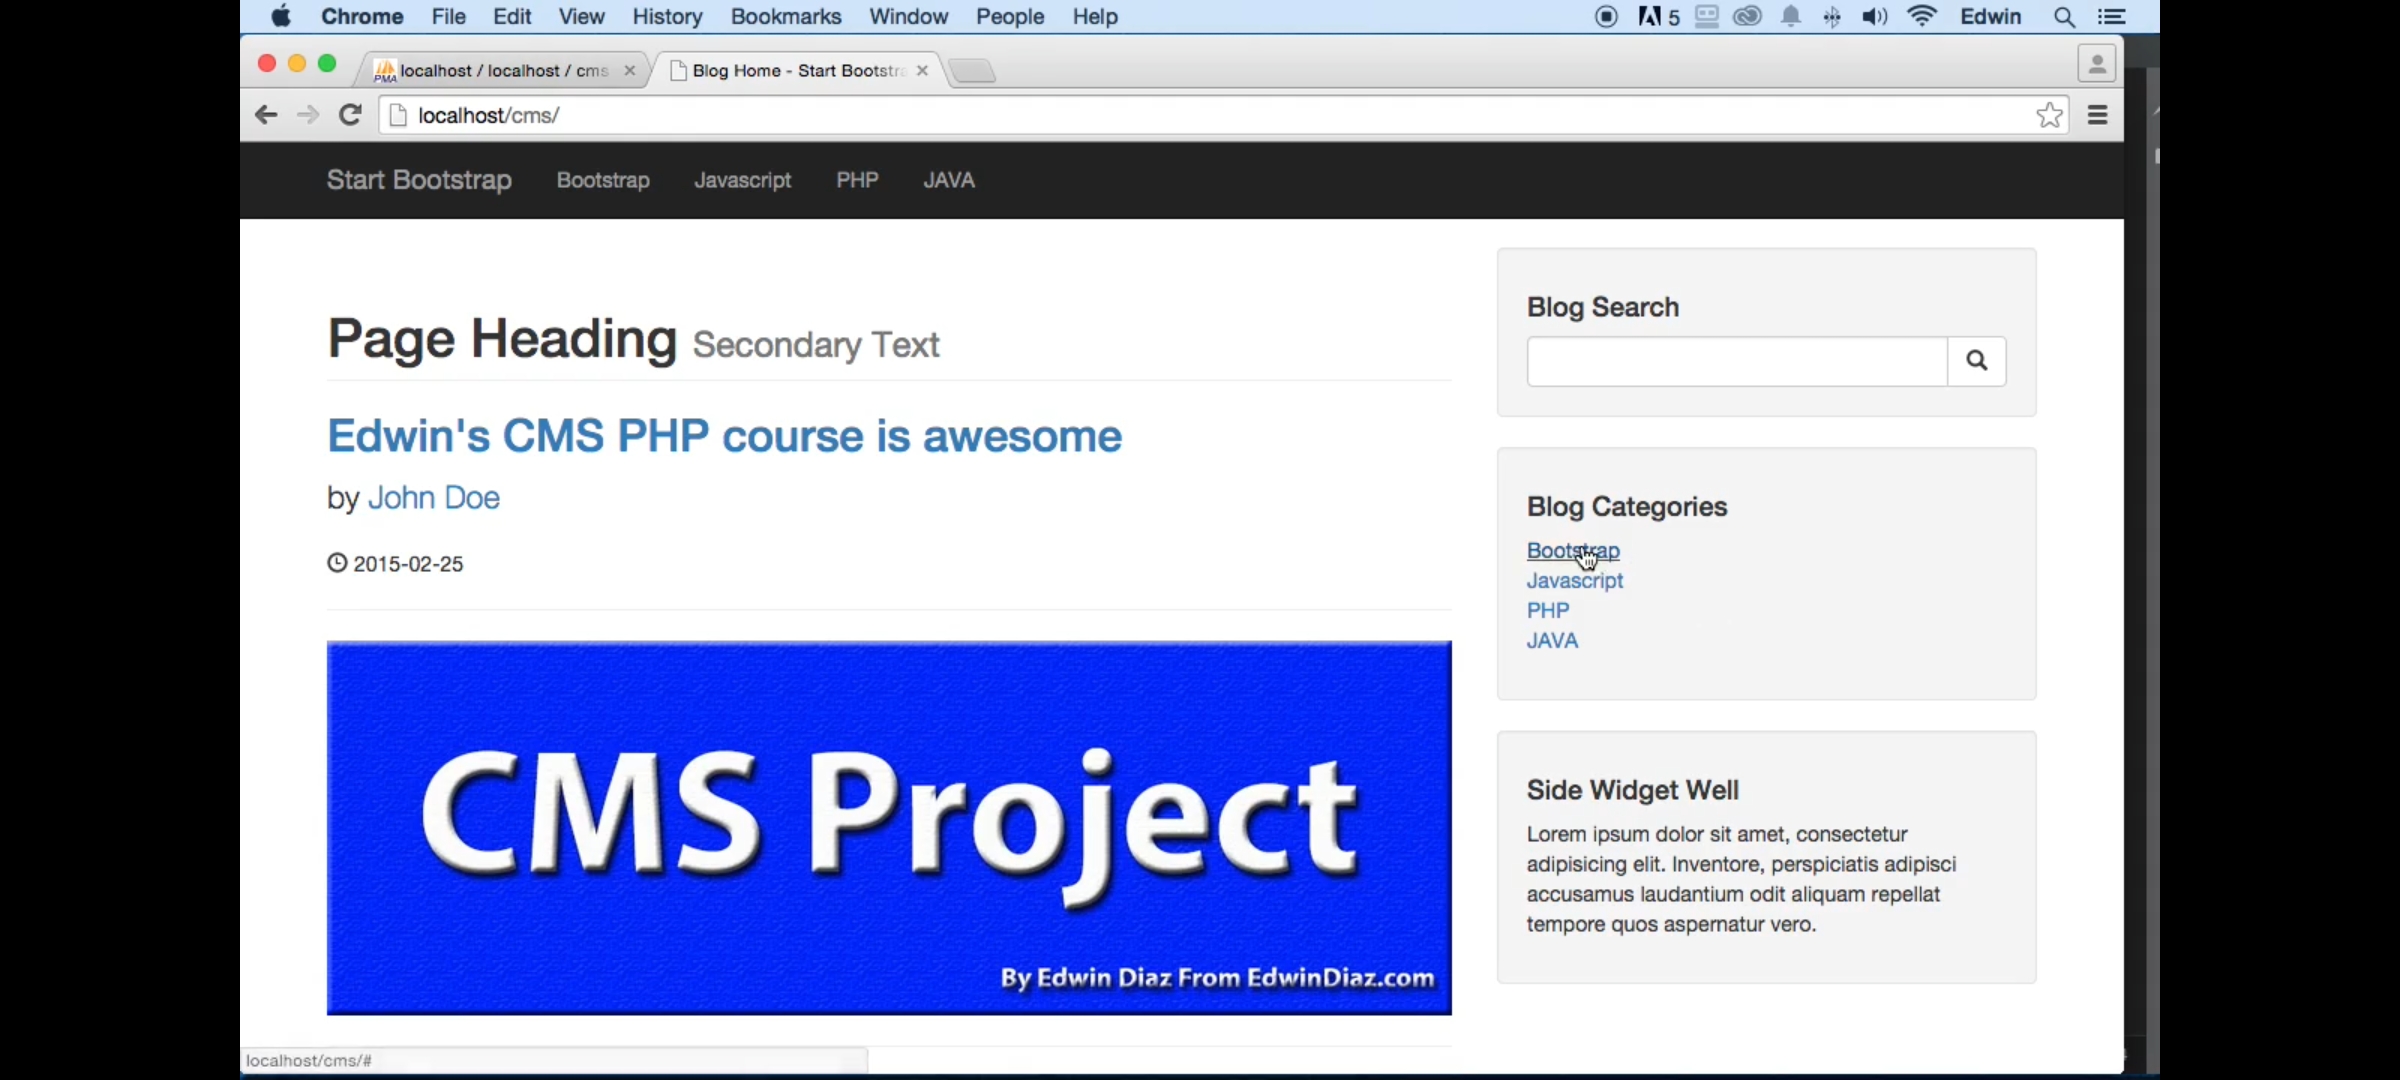 Chrome File Edit View History Bookmarks Window People Help 5 Edwin
PMA localhost / localhost / cms Blog Home - Start Bootstra
localhost/cms/
Start Bootstrap Bootstrap Javascript PHP JAVA
Page Heading Secondary Text
Edwin's CMS PHP course is awesome
by John Doe
2015-02-25
CMS Project
By Edwin Diaz From EdwinDiaz.com
Blog Search
Blog Categories
Bootstrap
Javascript
PHP
JAVA
Side Widget Well
Lorem ipsum dolor sit amet, consectetur
adipisicing elit. Inventore, perspiciatis adipisci
accusamus laudantium odit aliquam repellat
tempore quos aspernatur vero.
localhost/cms/#